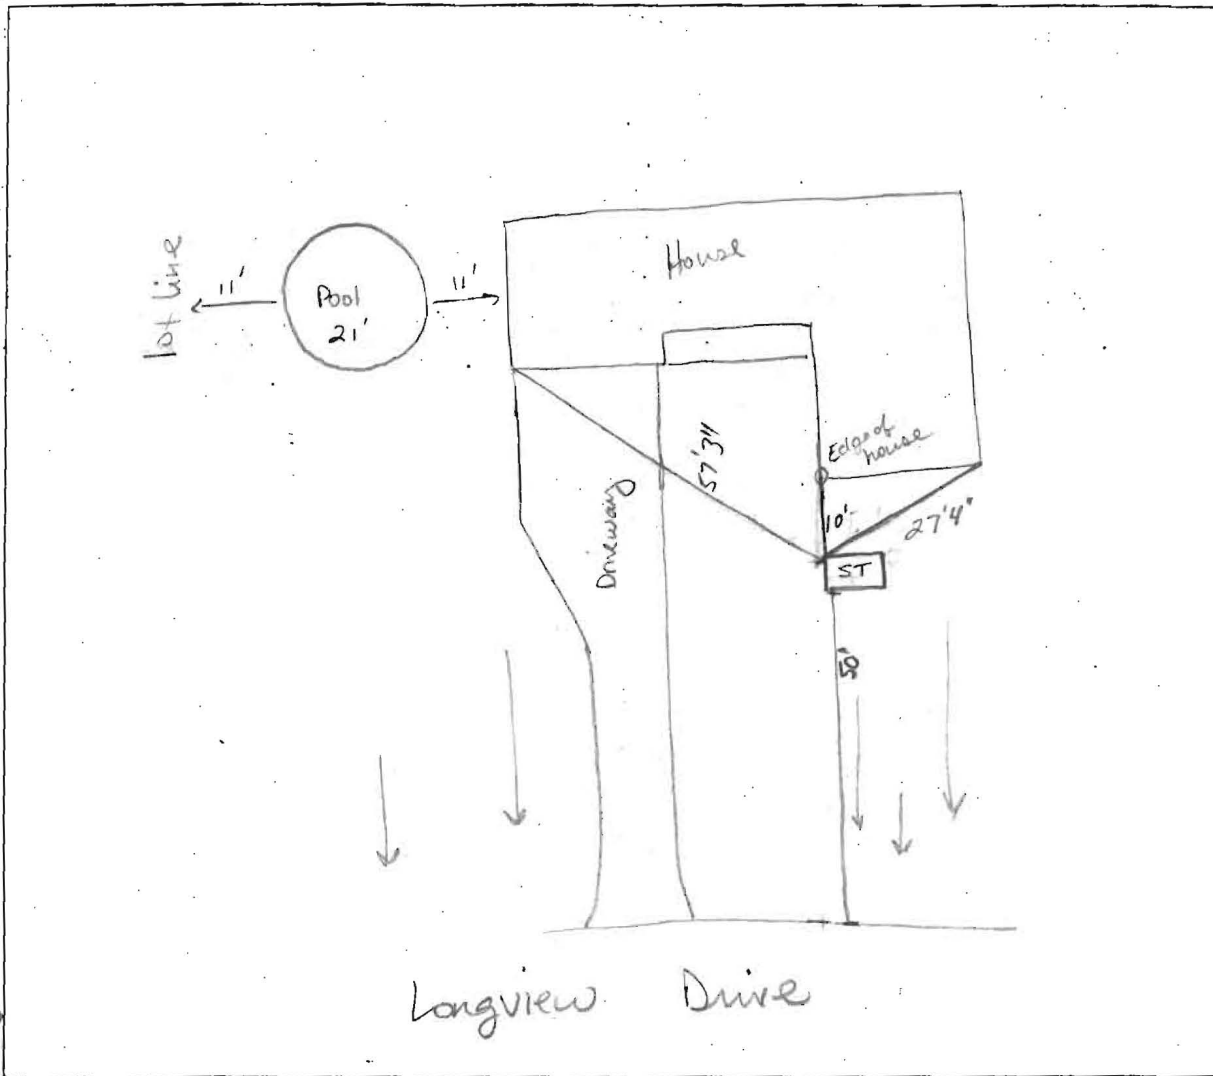 House
lot line
11'
Pool
21'
11'
57'3"
Edge of
house
Driveway
10'
27'4"
ST
50'
Longview Drive